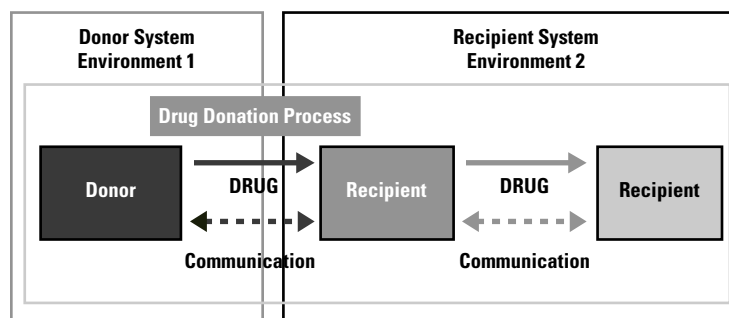 Donor System
Environment 1
Recipient System
Environment 2
Drug Donation Process
Donor
DRUG
Recipient
DRUG
Recipient
Communication
Communication